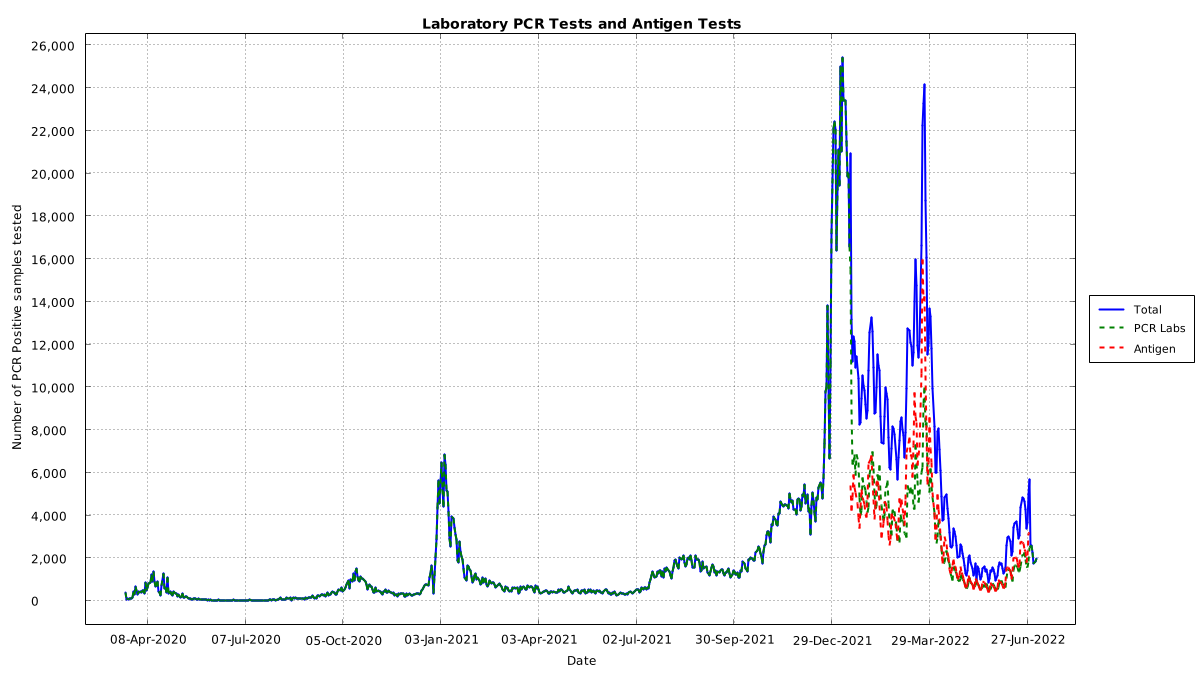 Laboratory PCR Tests and Antigen Tests
Number of PCR Positive samples tested
26,000
24,000
22,000
20,000
18,000
16,000
14,000
12,000
10,000
8,000
6,000
4,000
2,000
0
08-Apr-2020 07-Jul-2020 05-Oct-2020 03-Jan-2021 03-Apr-2021 02-Jul-2021 30-Sep-2021 29-Dec-2021 29-Mar-2022 27-Jun-2022
Date
Total
PCR Labs
Antigen